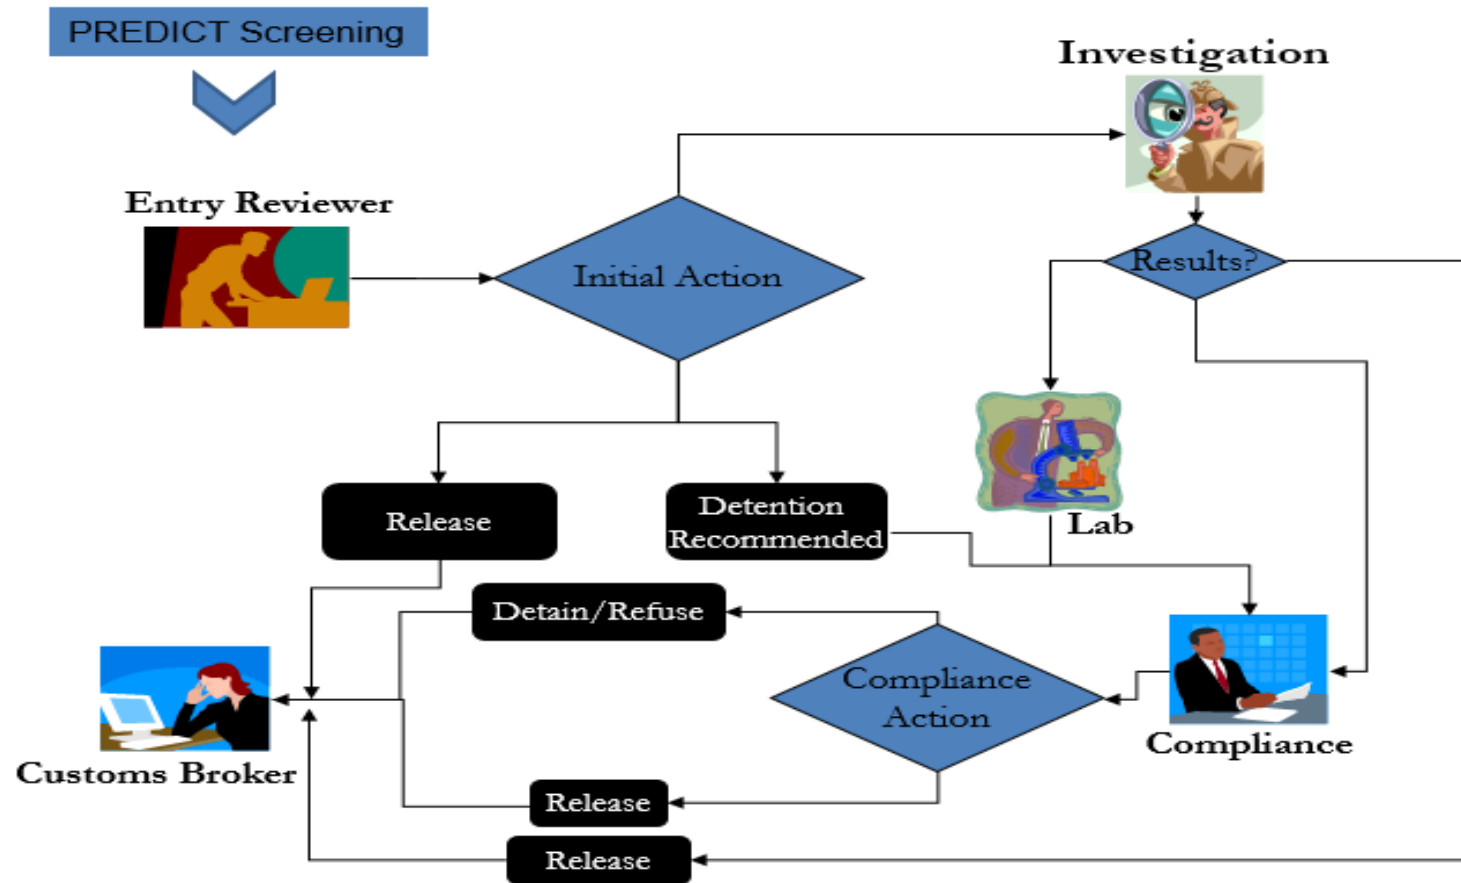 PREDICT Screening
Investigation
Entry Reviewer
Initial Action
Results?
Release
Detention
Recommended
Lab
Detain/Refuse
Compliance
Action
Compliance
Customs Broker
Release
Release